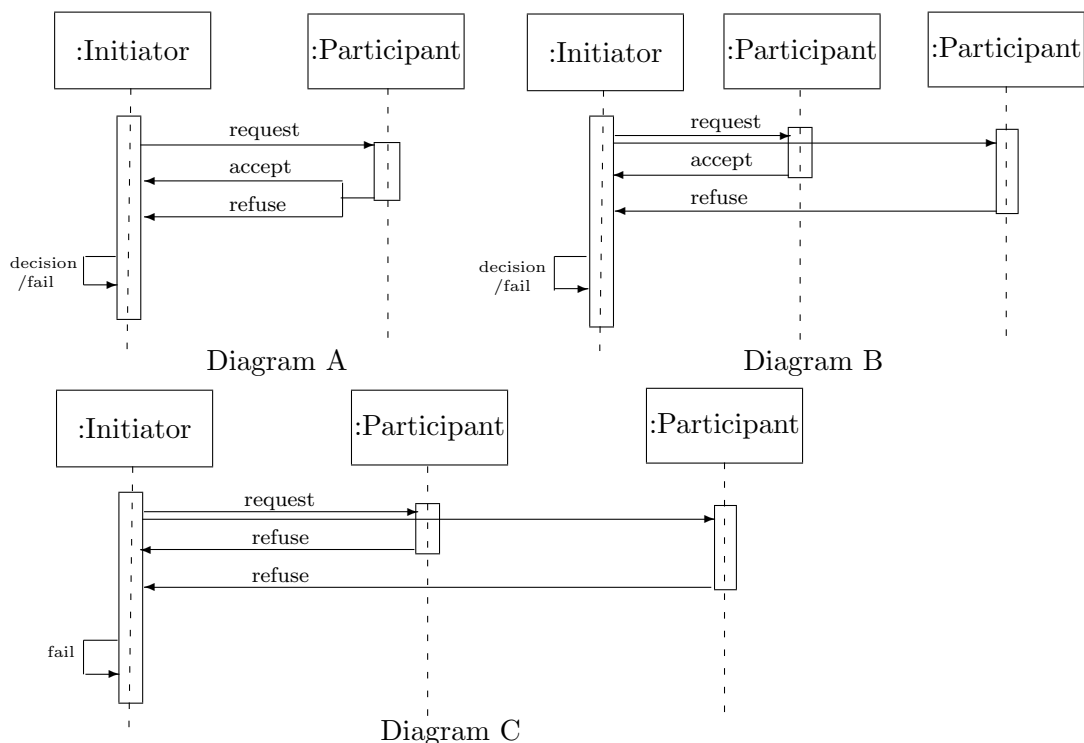 :Initiator
:Participant
request
accept
refuse
decision
/fail
Diagram A
:Initiator
:Participant
:Participant
request
accept
refuse
decision
/fail
Diagram B
:Initiator
:Participant
:Participant
request
refuse
refuse
fail
Diagram C